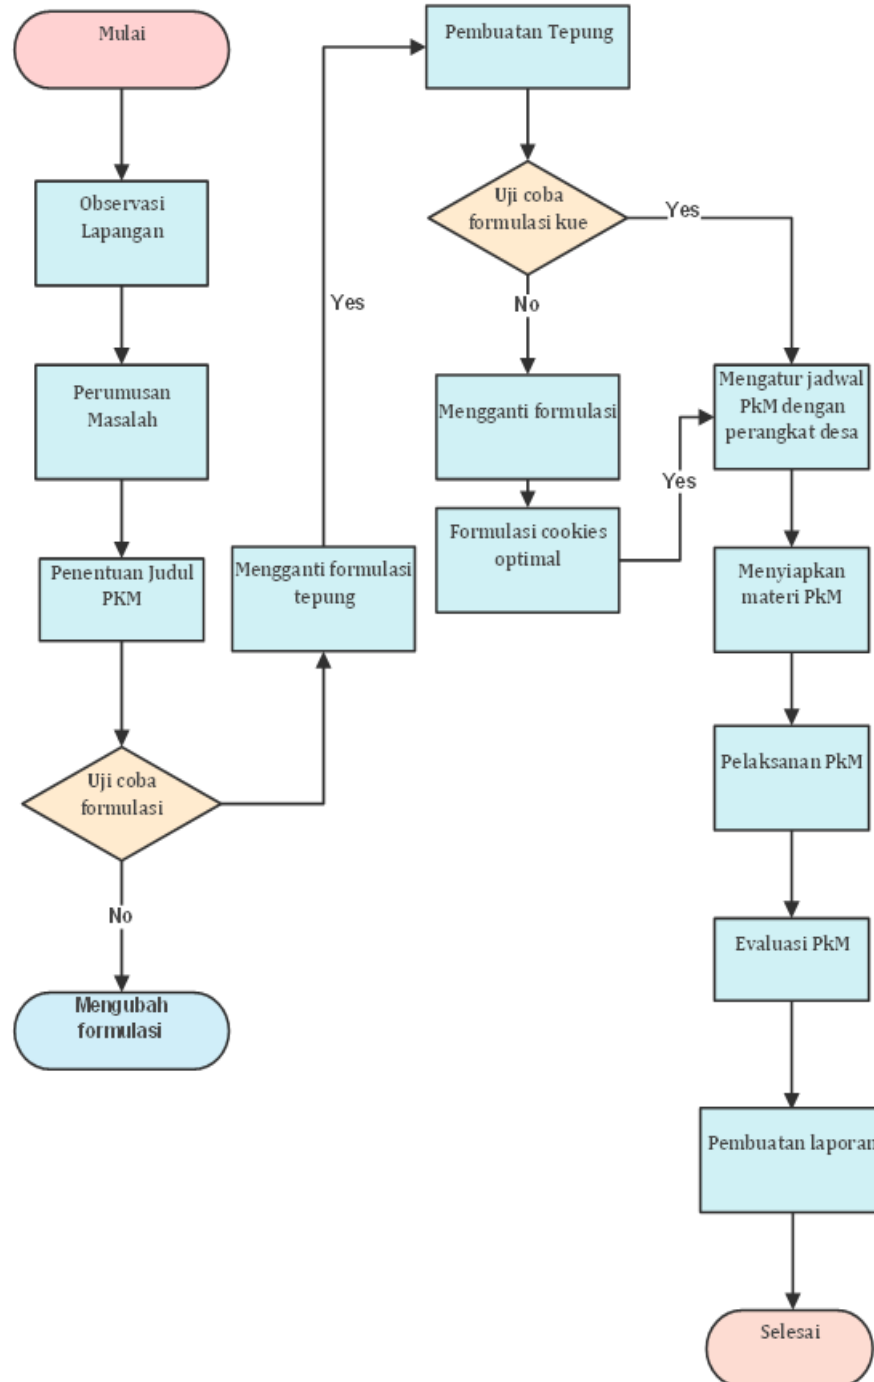 Mulai
Observasi
Lapangan
Perumusan
Masalah
Penentuan Judul
PKM
Uji coba
formulasi
No
Mengubah
formulasi
Mengganti formulasi
tepung
Yes
Pembuatan Tepung
Uji coba
formulasi kue
Yes
No
Mengganti formulasi
Formulasi cookies
optimal
Yes
Mengatur jadwal
PkM dengan
perangkat desa
Menyiapkan
materi PkM
Pelaksanan PkM
Evaluasi PkM
Pembuatan laporan
Selesai